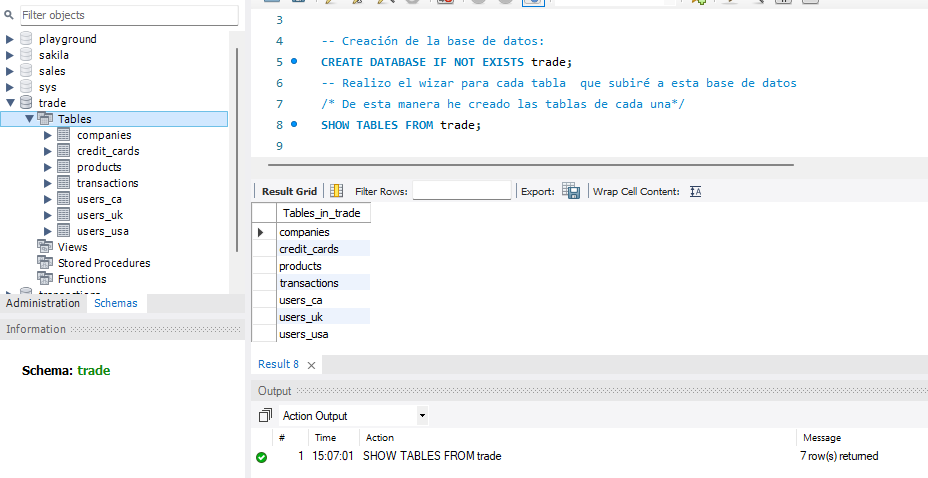 Filter objects
playground
sakila
sales
sys
trade
Tables
companies
credit_cards
products
transactions
users_ca
users_uk
users_usa
Views
Stored Procedures
Functions
Administration Schemas
Information
Schema: trade
3
4 -- Creación de la base de datos:
5 CREATE DATABASE IF NOT EXISTS trade;
6 -- Realizo el wizar para cada tabla  que subiré a esta base de datos
7 /* De esta manera he creado las tablas de cada una*/
8 SHOW TABLES FROM trade;
9
Result Grid Filter Rows: Export: Wrap Cell Content:
Tables_in_trade
companies
credit_cards
products
transactions
users_ca
users_uk
users_usa
Result 8
Output
Action Output
# Time Action Message
1 15:07:01 SHOW TABLES FROM trade 7 row(s) returned